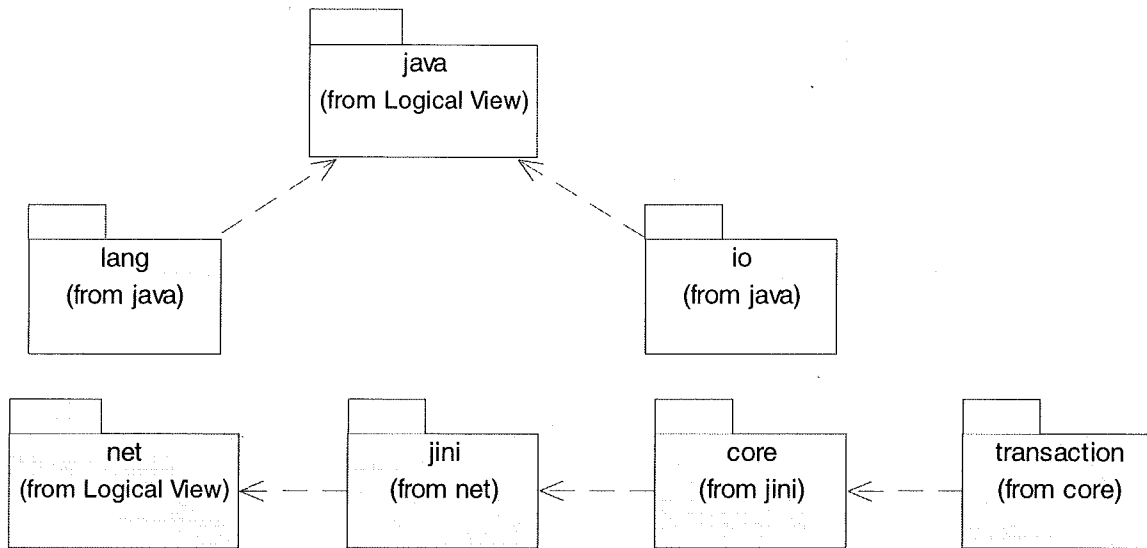 java
(from Logical View)
lang
(from java)
io
(from java)
net
(from Logical View)
jini
(from net)
core
(from jini)
transaction
(from core)